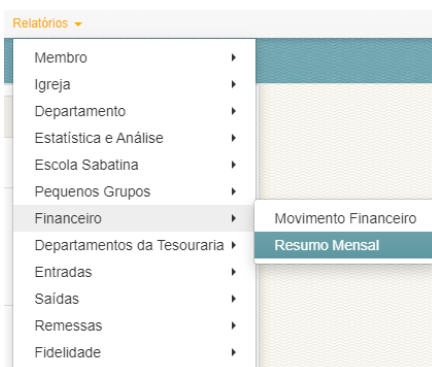 Relatórios
Membro
Igreja
Departamento
Estatística e Análise
Escola Sabatina
Pequenos Grupos
Financeiro
Movimento Financeiro
Departamentos da Tesouraria
Resumo Mensal
Entradas
Saídas
Remessas
Fidelidade